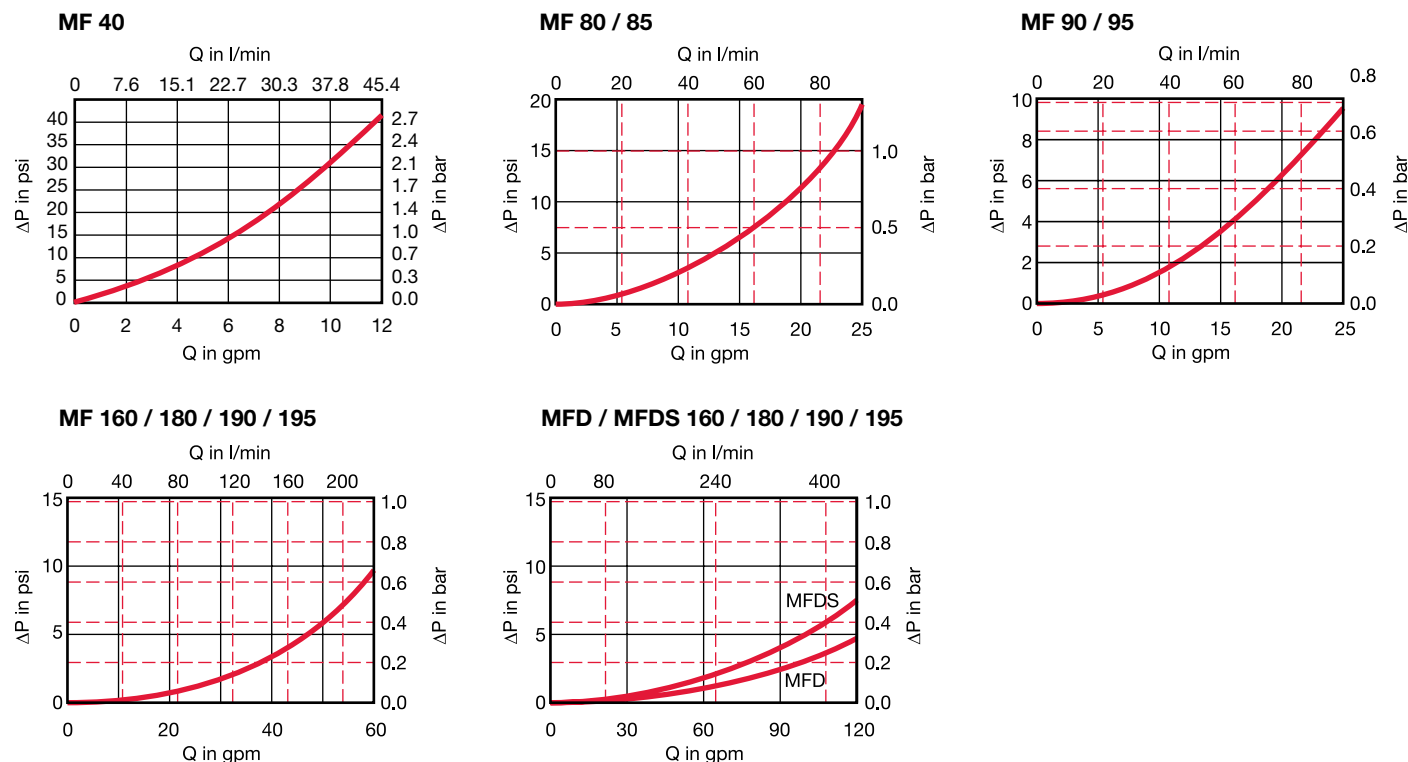 MF 40
Q in l/min
0 7.6 15.1 22.7 30.3 37.8 45.4
ΔP in psi
40
35
30
25
20
15
10
5
0
2.7
2.4
2.1
1.7
1.4
1.0
0.7
0.3
0.0
ΔP in bar
0 2 4 6 8 10 12
Q in gpm
MF 80 / 85
Q in l/min
0 20 40 60 80
ΔP in psi
20
15
10
5
0
1.0
0.5
0.0
ΔP in bar
0 5 10 15 20 25
Q in gpm
MF 90 / 95
Q in l/min
0 20 40 60 80
ΔP in psi
10
8
6
4
2
0
0.8
0.6
0.4
0.2
0.0
ΔP in bar
0 5 10 15 20 25
Q in gpm
MF 160 / 180 / 190 / 195
Q in l/min
0 40 80 120 160 200
ΔP in psi
15
10
5
0
1.0
0.8
0.6
0.4
0.2
0.0
ΔP in bar
0 20 40 60
Q in gpm
MFD / MFDS 160 / 180 / 190 / 195
Q in l/min
0 80 240 400
ΔP in psi
15
10
5
0
MFDS
MFD
1.0
0.8
0.6
0.4
0.2
0.0
ΔP in bar
0 30 60 90 120
Q in gpm